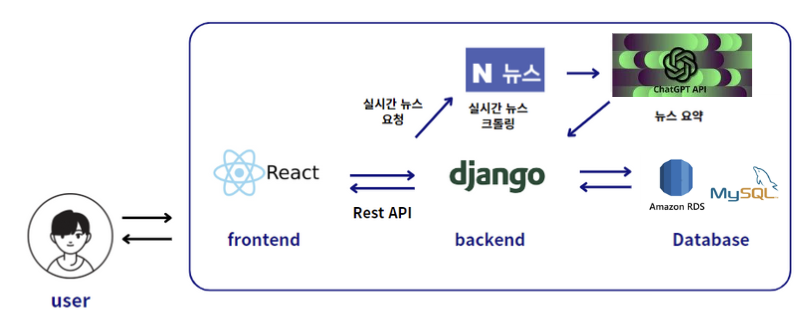 N 뉴스
ChatGPT API
실시간 뉴스
요청
실시간 뉴스
크롤링
뉴스 요약
React
django
Rest API
Amazon RDS
MySQL
frontend
backend
Database
user